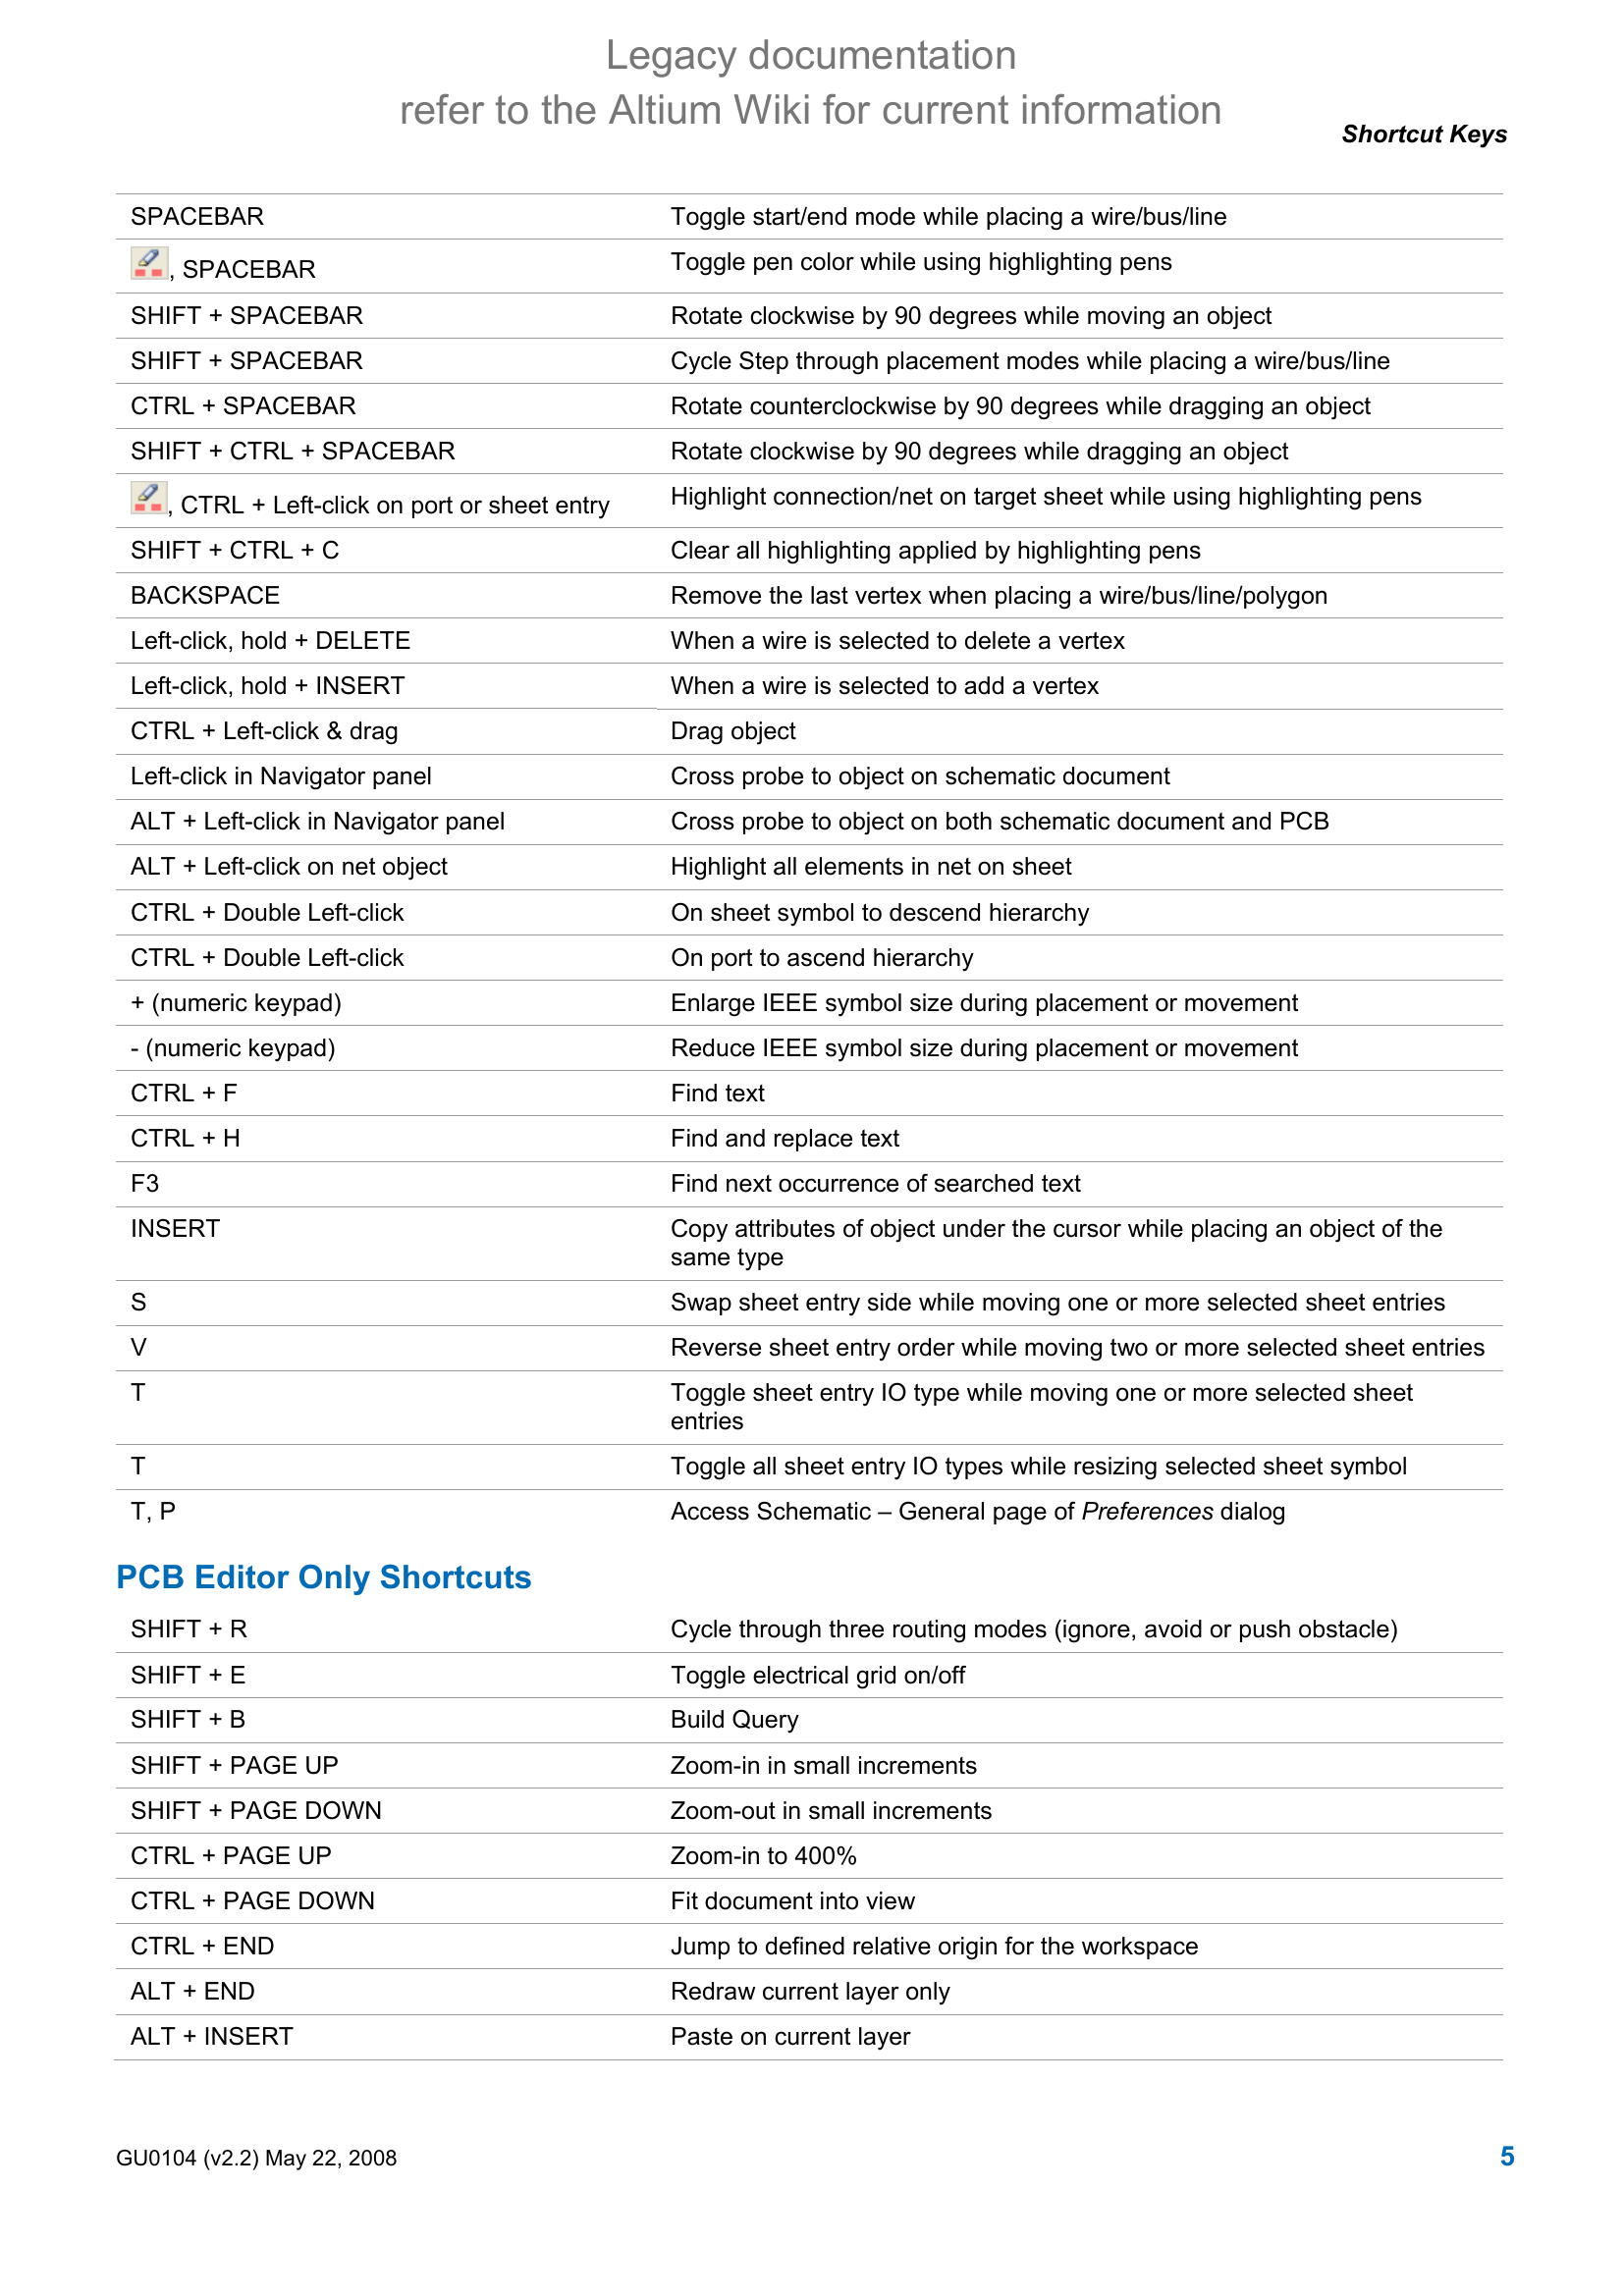 Legacy documentation
refer to the Altium Wiki for current information
Shortcut Keys
SPACEBAR Toggle start/end mode while placing a wire/bus/line
, SPACEBAR Toggle pen color while using highlighting pens
SHIFT + SPACEBAR Rotate clockwise by 90 degrees while moving an object
SHIFT + SPACEBAR Cycle Step through placement modes while placing a wire/bus/line
CTRL + SPACEBAR Rotate counterclockwise by 90 degrees while dragging an object
SHIFT + CTRL + SPACEBAR Rotate clockwise by 90 degrees while dragging an object
, CTRL + Left-click on port or sheet entry Highlight connection/net on target sheet while using highlighting pens
SHIFT + CTRL + C Clear all highlighting applied by highlighting pens
BACKSPACE Remove the last vertex when placing a wire/bus/line/polygon
Left-click, hold + DELETE When a wire is selected to delete a vertex
Left-click, hold + INSERT When a wire is selected to add a vertex
CTRL + Left-click & drag Drag object
Left-click in Navigator panel Cross probe to object on schematic document
ALT + Left-click in Navigator panel Cross probe to object on both schematic document and PCB
ALT + Left-click on net object Highlight all elements in net on sheet
CTRL + Double Left-click On sheet symbol to descend hierarchy
CTRL + Double Left-click On port to ascend hierarchy
+ (numeric keypad) Enlarge IEEE symbol size during placement or movement
- (numeric keypad) Reduce IEEE symbol size during placement or movement
CTRL + F Find text
CTRL + H Find and replace text
F3 Find next occurrence of searched text
INSERT Copy attributes of object under the cursor while placing an object of the
same type
S Swap sheet entry side while moving one or more selected sheet entries
V Reverse sheet entry order while moving two or more selected sheet entries
T Toggle sheet entry IO type while moving one or more selected sheet
entries
T Toggle all sheet entry IO types while resizing selected sheet symbol
T, P Access Schematic – General page of Preferences dialog
PCB Editor Only Shortcuts
SHIFT + R Cycle through three routing modes (ignore, avoid or push obstacle)
SHIFT + E Toggle electrical grid on/off
SHIFT + B Build Query
SHIFT + PAGE UP Zoom-in in small increments
SHIFT + PAGE DOWN Zoom-out in small increments
CTRL + PAGE UP Zoom-in to 400%
CTRL + PAGE DOWN Fit document into view
CTRL + END Jump to defined relative origin for the workspace
ALT + END Redraw current layer only
ALT + INSERT Paste on current layer
GU0104 (v2.2) May 22, 2008 5